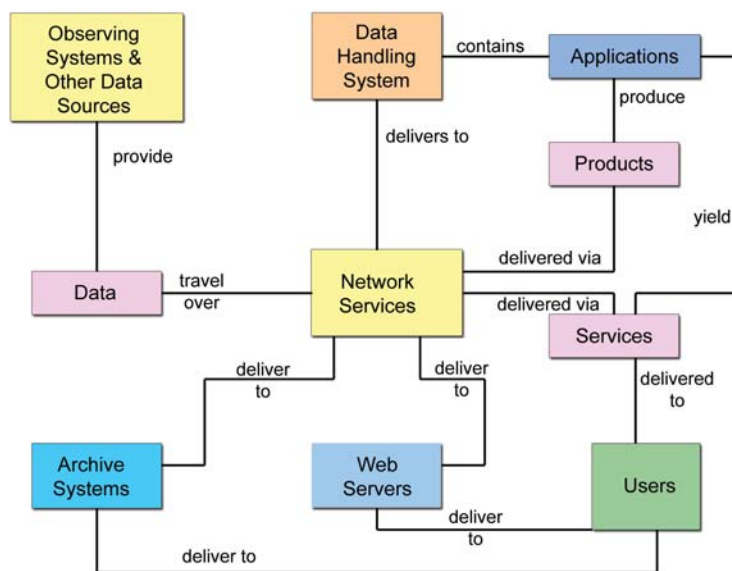 Observing
Systems &
Other Data
Sources
Data
Handling
System
contains
Applications
provide
delivers to
produce
Products
yield
Data
travel
over
Network
Services
delivered via
delivered via
Services
deliver
to
deliver
to
delivered
to
Archive
Systems
Web
Servers
Users
deliver
to
deliver to